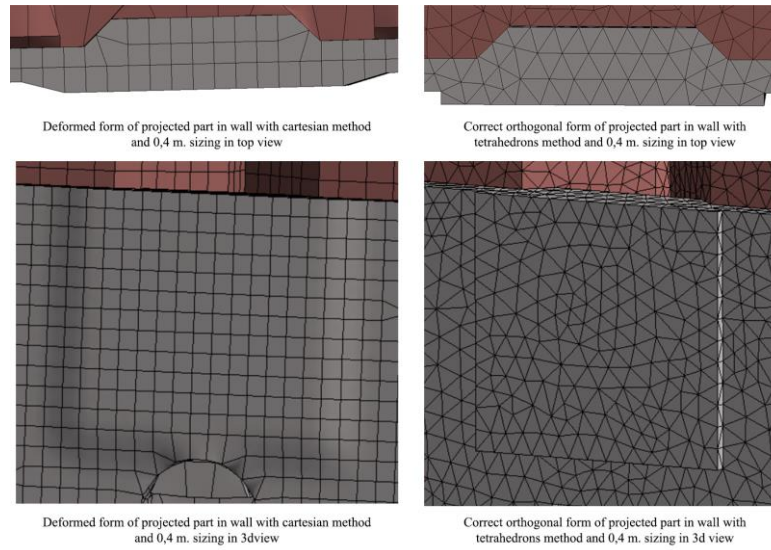 Deformed form of projected part in wall with cartesian method
and 0,4 m. sizing in top view
Correct orthogonal form of projected part in wall with
tetrahedrons method and 0,4 m. sizing in top view
Deformed form of projected part in wall with cartesian method
and 0,4 m. sizing in 3dview
Correct orthogonal form of projected part in wall with
tetrahedrons method and 0,4 m. sizing in 3d view